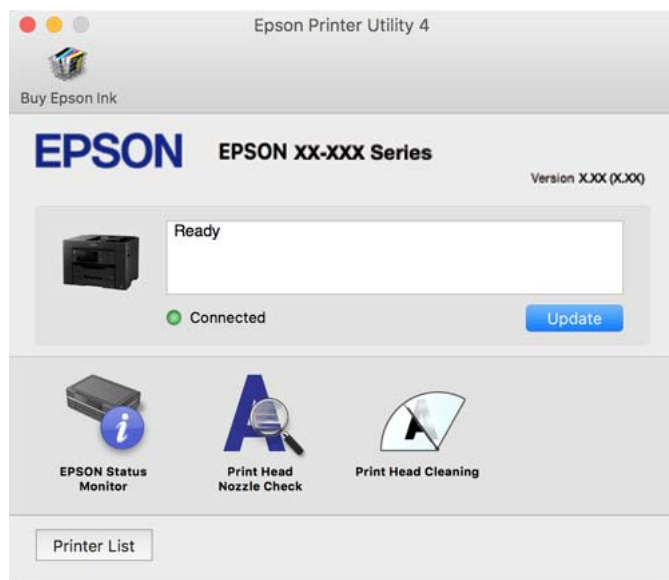 Epson Printer Utility 4
Buy Epson Ink
EPSON
EPSON XX-XXX Series
Version X.XX (X.XX)
Ready
Connected
Update
EPSON Status
Monitor
Print Head
Nozzle Check
Print Head Cleaning
Printer List